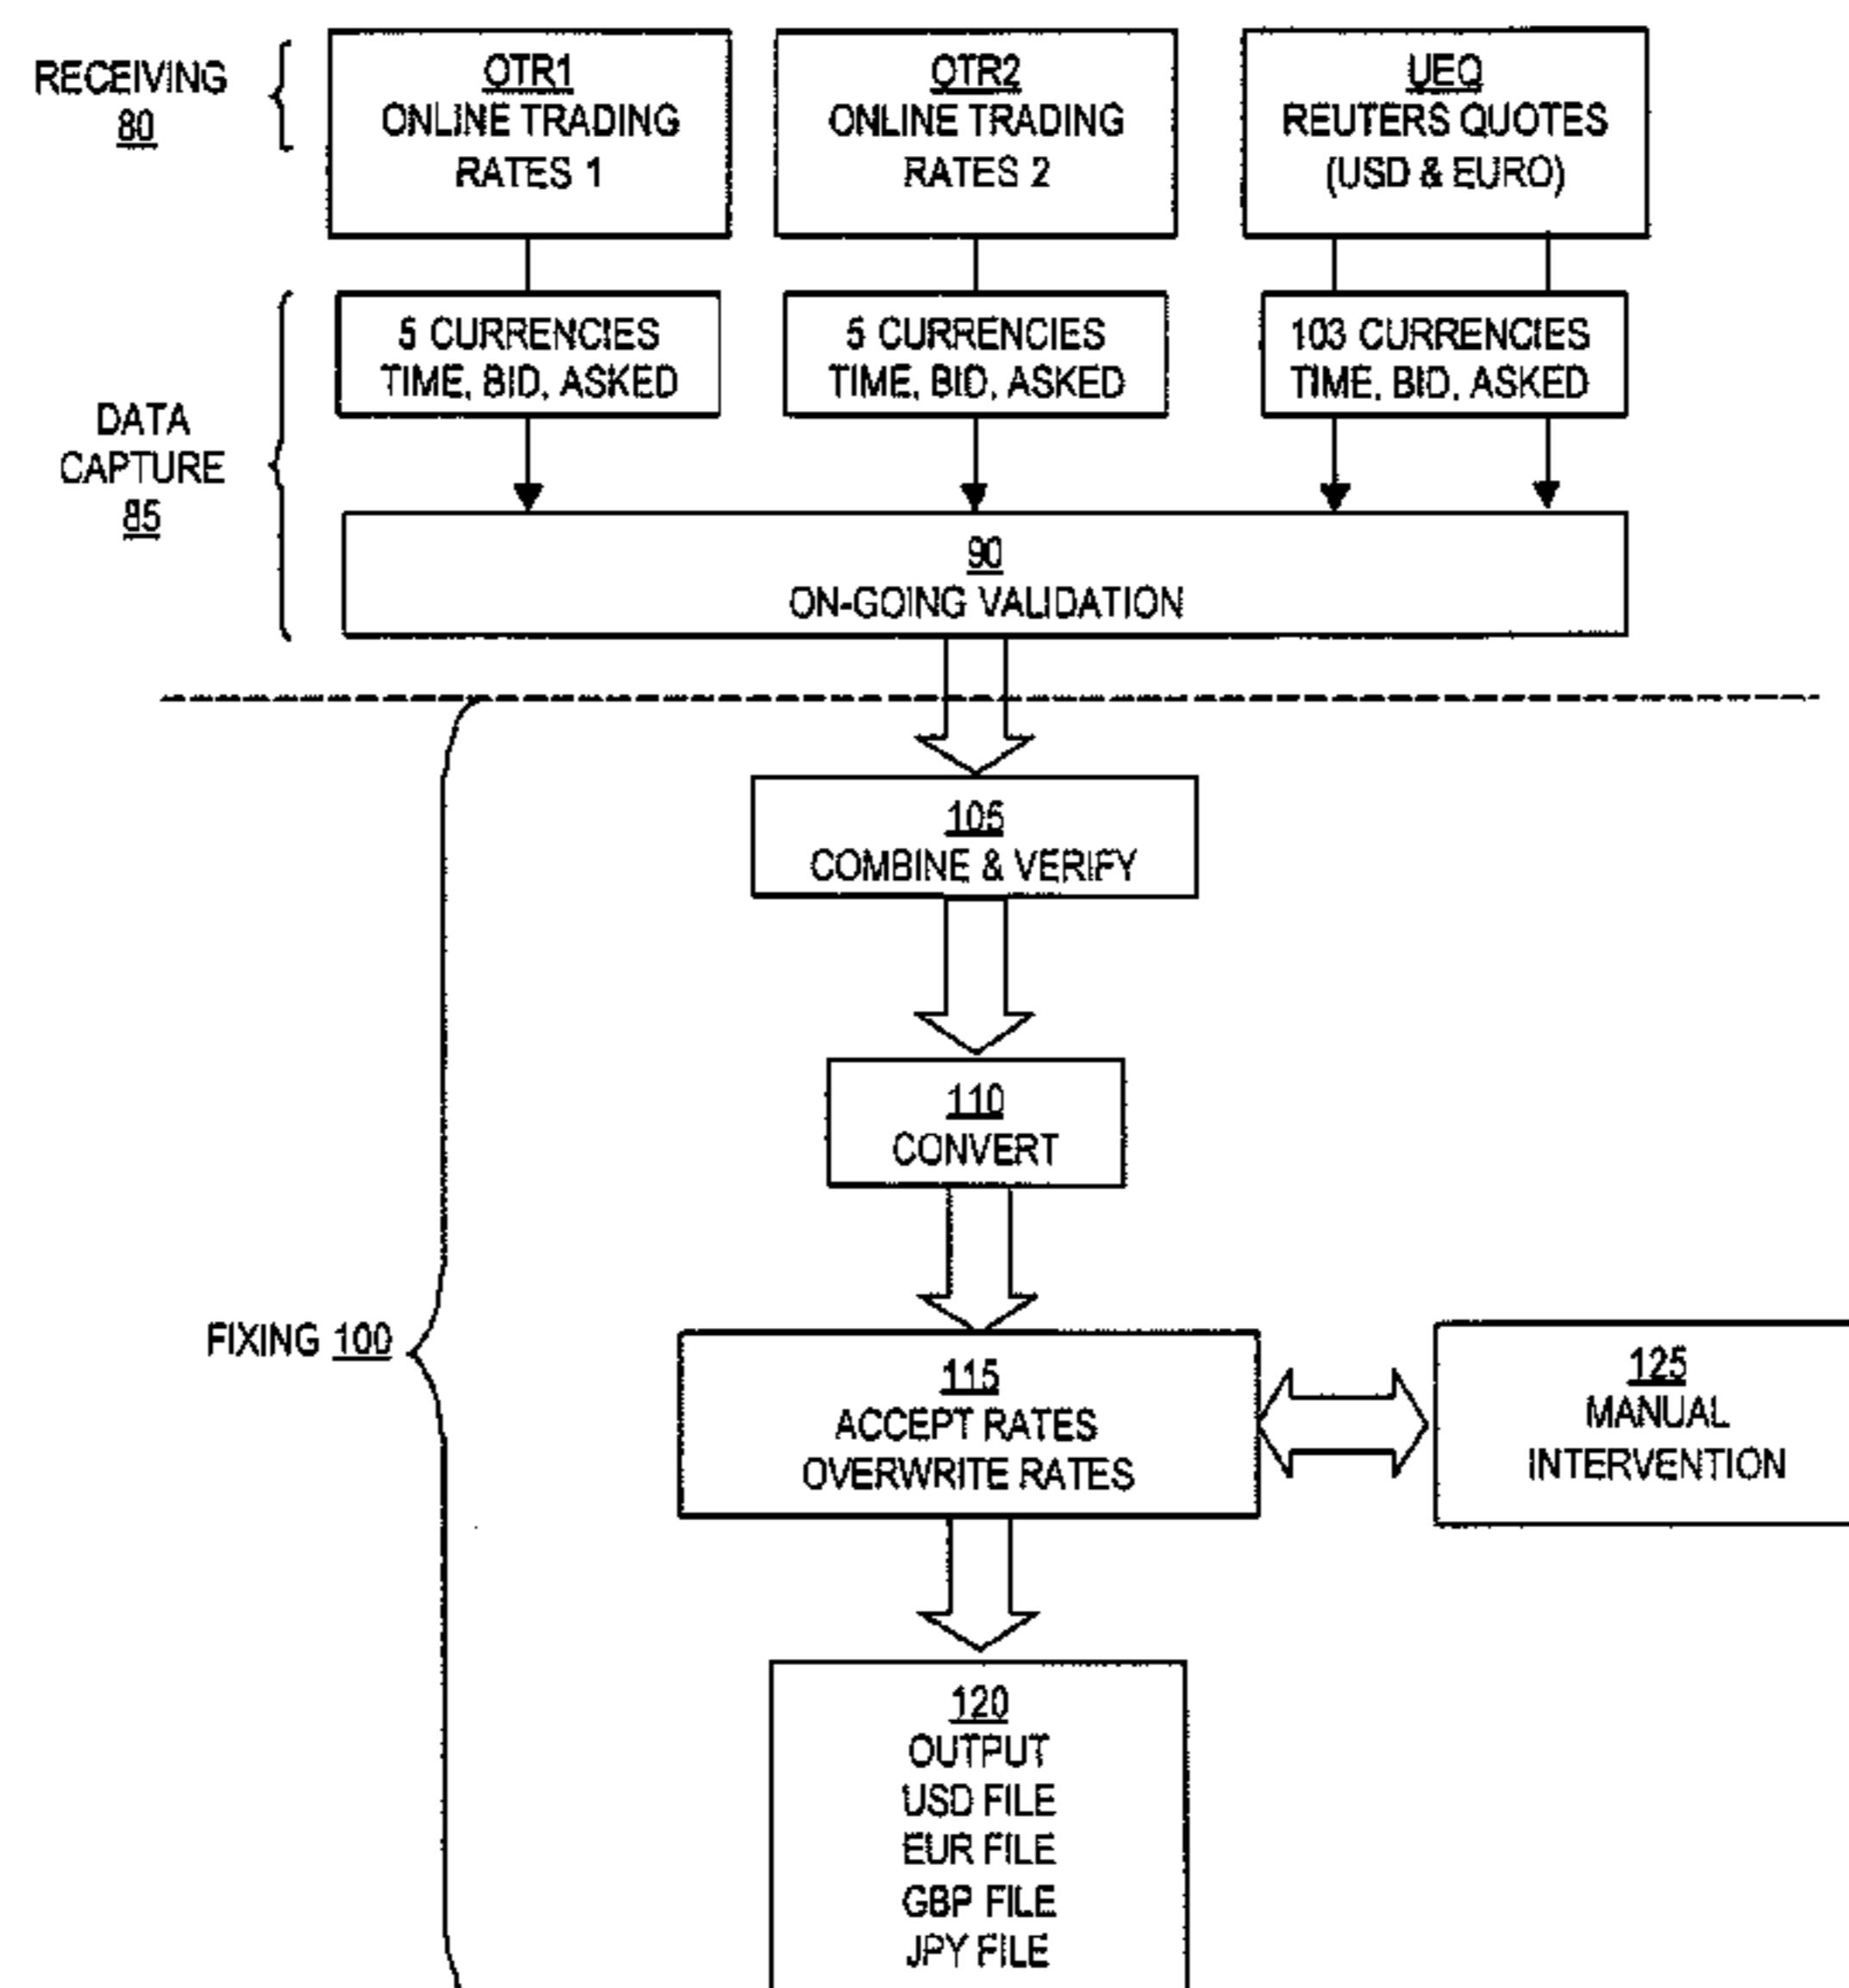 RECEIVING
80
OTR1
ONLINE TRADING
RATES 1
OTR2
ONLINE TRADING
RATES 2
UEQ
REUTERS QUOTES
(USD & EURO)
DATA
CAPTURE
85
5 CURRENCIES
TIME, BID, ASKED
5 CURRENCIES
TIME, BID, ASKED
103 CURRENCIES
TIME, BID, ASKED
90
ON-GOING VALIDATION
105
COMBINE & VERIFY
110
CONVERT
FIXING 100
115
ACCEPT RATES
OVERWRITE RATES
125
MANUAL
INTERVENTION
120
OUTPUT
USD FILE
EUR FILE
GBP FILE
JPY FILE